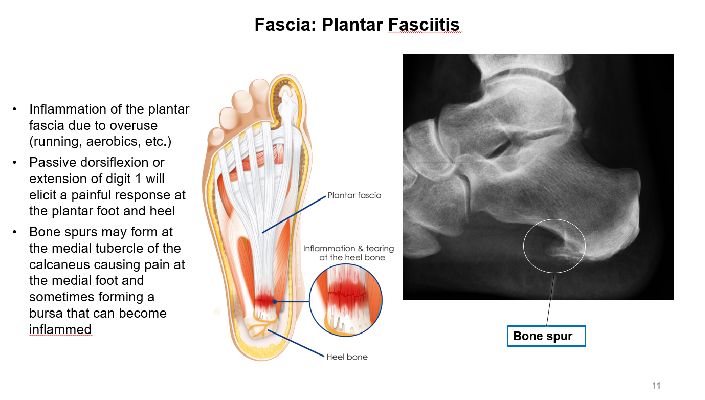 Fascia: Plantar Fasciitis
• Inflammation of the plantar
fascia due to overuse
(running, aerobics, etc.)
• Passive dorsiflexion or
extension of digit 1 will
elicit a painful response at
the plantar foot and heel
• Bone spurs may form at
the medial tubercle of the
calcaneus causing pain at
the medial foot and
sometimes forming a
bursa that can become
inflammed
Plantar fascia
Inflammation & tearing
at the heel bone
Heel bone
Bone spur
11